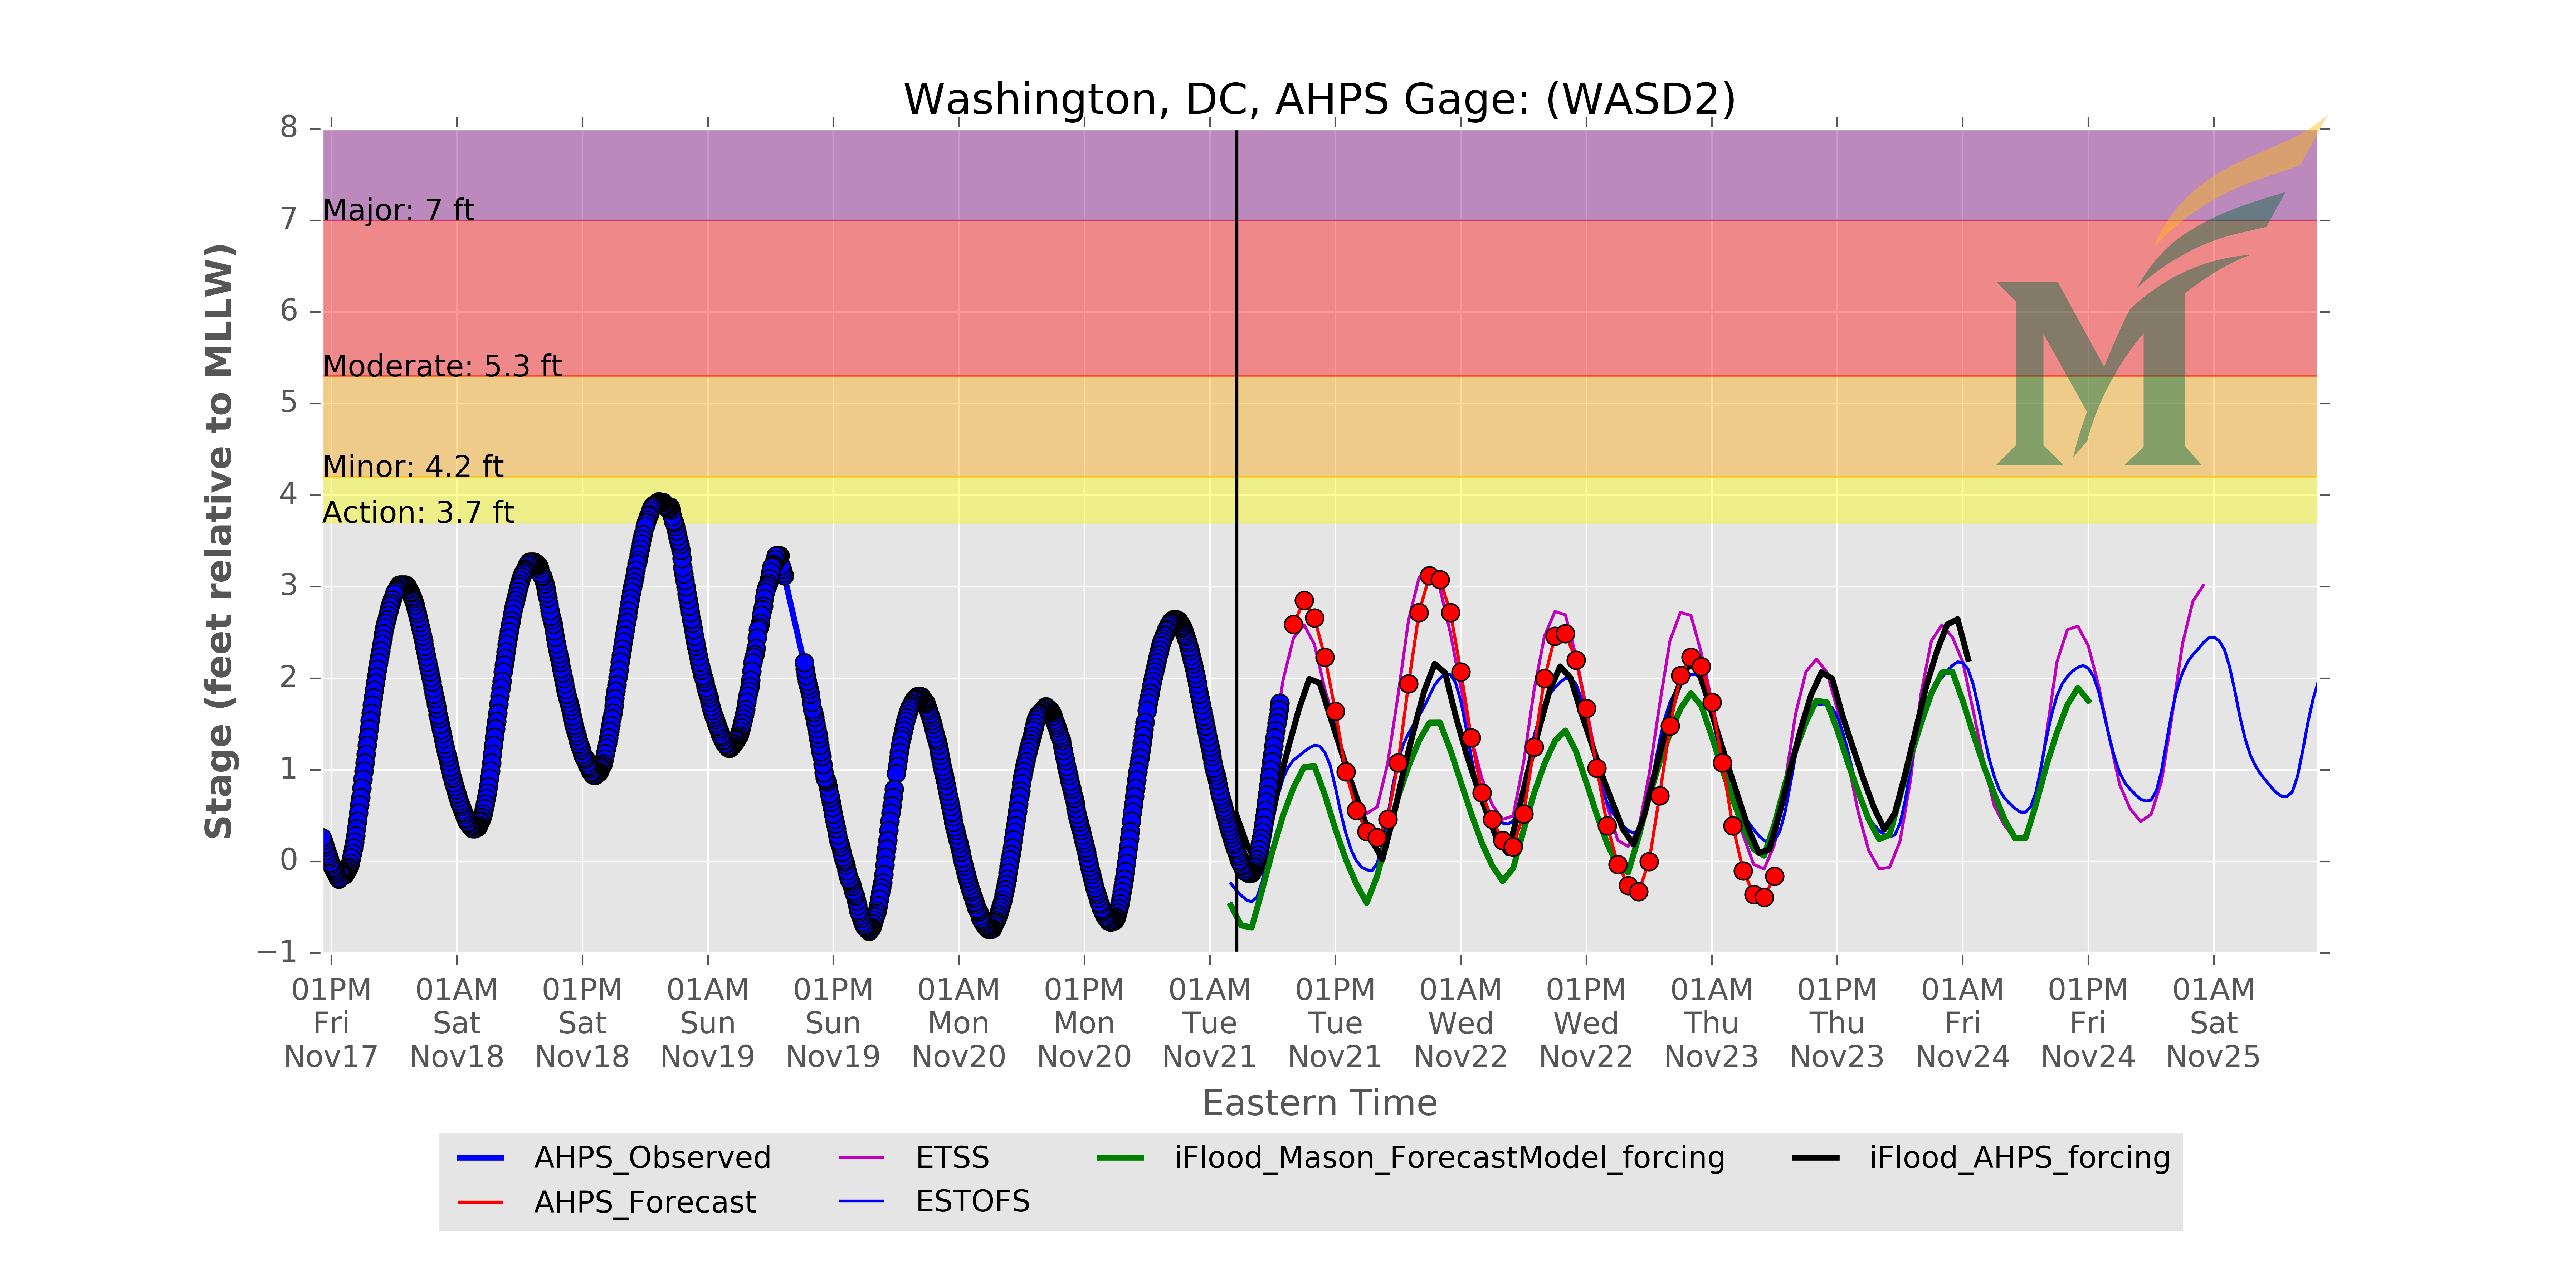 Washington, DC, AHPS Gage: (WASD2)
8
Major: 7 ft
7
6
Moderate: 5.3 ft
5
Minor: 4.2 ft
4
Action: 3.7 ft
3
2
1
0
−1
Stage (feet relative to MLLW)
01PM 01AM 01PM 01AM 01PM 01AM 01PM 01AM 01PM 01AM 01PM 01AM 01PM 01AM 01PM 01AM
Fri Sat Sat Sun Sun Mon Mon Tue Tue Wed Wed Thu Thu Fri Fri Sat
Nov17 Nov18 Nov18 Nov19 Nov19 Nov20 Nov20 Nov21 Nov21 Nov22 Nov22 Nov23 Nov23 Nov24 Nov24 Nov25
Eastern Time
AHPS_Observed ETSS iFlood_Mason_ForecastModel_forcing iFlood_AHPS_forcing
AHPS_Forecast ESTOFS
M